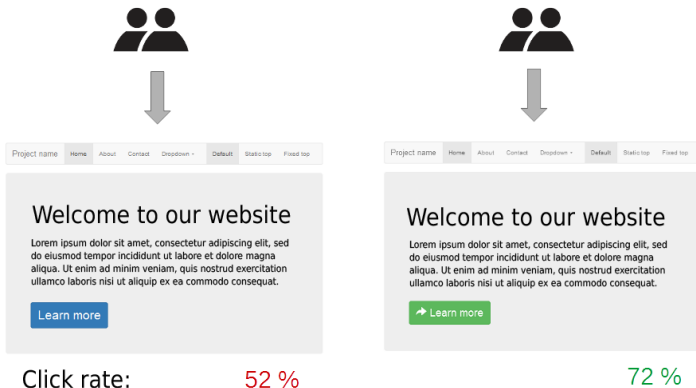 Project name Home About Contact Dropdown Default Static top Fixed top
Welcome to our website
Lorem ipsum dolor sit amet, consectetur adipiscing elit, sed
do eiusmod tempor incididunt ut labore et dolore magna
aliqua. Ut enim ad minim veniam, quis nostrud exercitation
ullamco laboris nisi ut aliquip ex ea commodo consequat.
Learn more
Project name Home About Contact Dropdown Default Static top Fixed top
Welcome to our website
Lorem ipsum dolor sit amet, consectetur adipiscing elit, sed
do eiusmod tempor incididunt ut labore et dolore magna
aliqua. Ut enim ad minim veniam, quis nostrud exercitation
ullamco laboris nisi ut aliquip ex ea commodo consequat.
Learn more
Click rate: 52 % 72 %